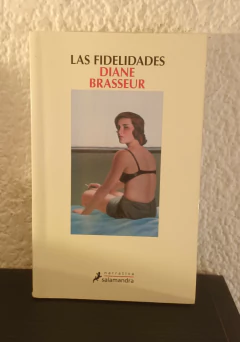 LAS FIDELIDADES
DIANE
BRASSEUR
narrativa
salamandra